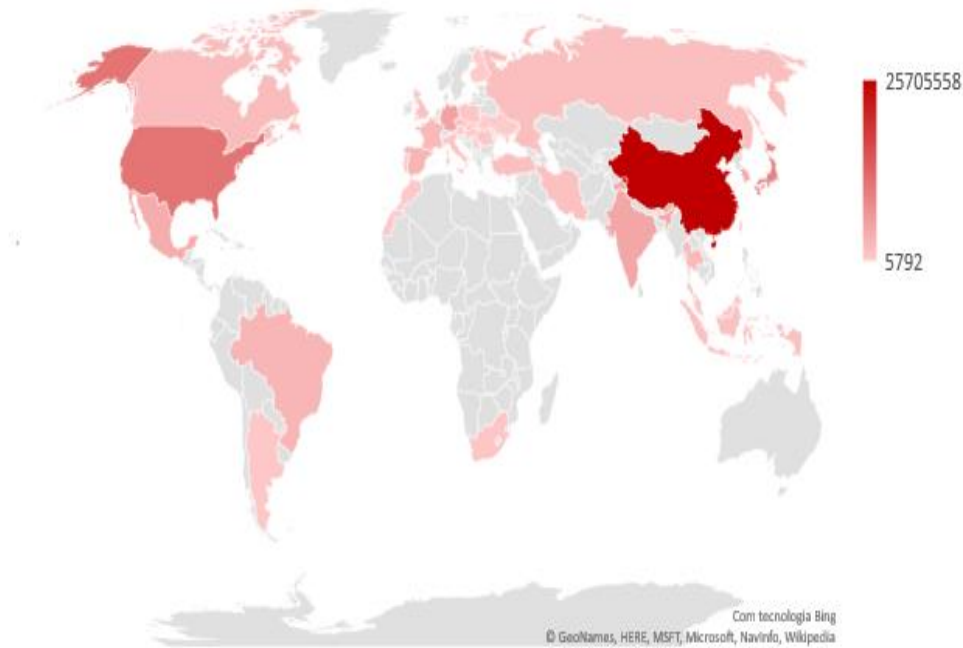 25705558
5792
Com tecnologia Bing
© GeoNames, HERE, MSFT, Microsoft, NavInfo, Wikipedia